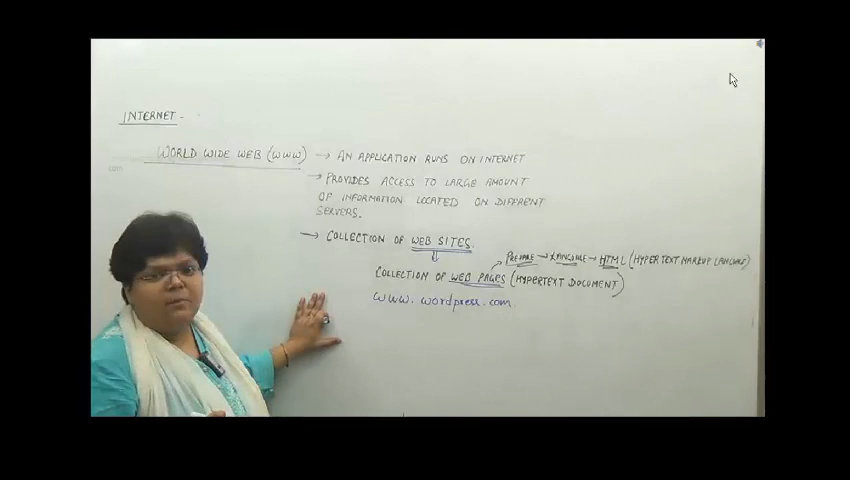 INTERNET -
WORLD WIDE WEB (WWW) → AN APPLICATION RUNS ON INTERNET
→ PROVIDES ACCESS TO LARGE AMOUNT
OF INFORMATION LOCATED ON DIFFERENT
SERVERS.
→ COLLECTION OF WEB SITES.
PREPARE → LANGUAGE → HTML (HYPERTEXT MARKUP LANGUAGE)
COLLECTION OF WEB PAGES (HYPERTEXT DOCUMENT)
www.wordpress.com